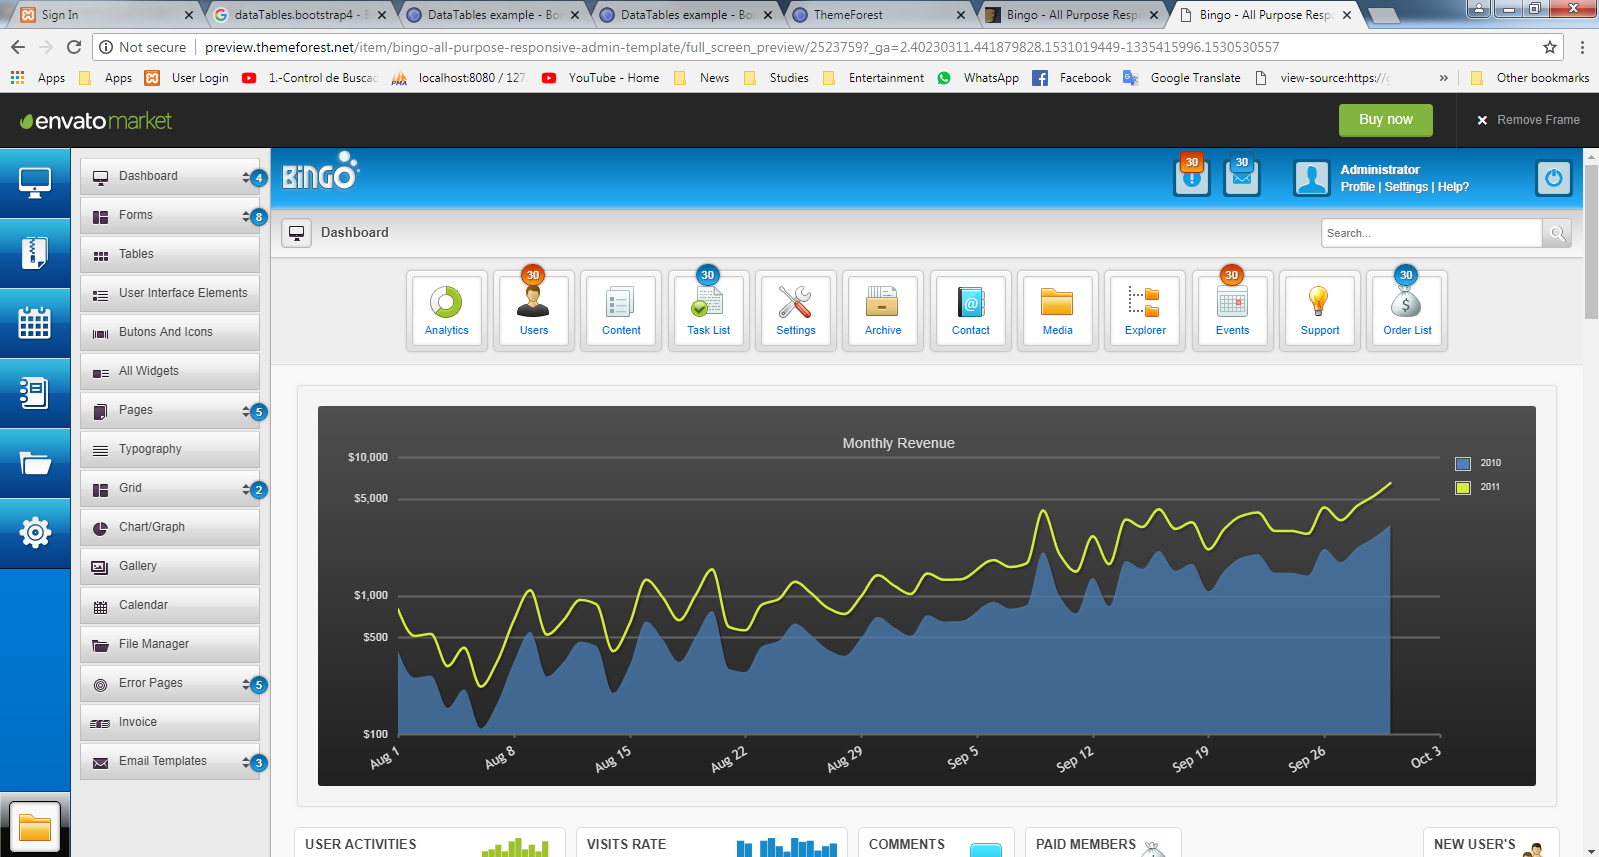 Sign In
dataTables.bootstrap4 - B
DataTables example - Bo
DataTables example - Bo
ThemeForest
Bingo - All Purpose Resp
Bingo - All Purpose Resp
Not secure
preview.themeforest.net/item/bingo-all-purpose-responsive-admin-template/full_screen_preview/2523759?_ga=2.40230311.441879828.1531019449-1335415996.1530530557
Apps
Apps
User Login
1.-Control de Busca
PMA
localhost:8080 / 127
YouTube - Home
News
Studies
Entertainment
WhatsApp
Facebook
Google Translate
view-source:https://
»
Other bookmarks
envatomarket
Buy now
Remove Frame
Dashboard
4
Forms
8
Tables
User Interface Elements
Butons And Icons
All Widgets
Pages
5
Typography
Grid
2
Chart/Graph
Gallery
Calendar
File Manager
Error Pages
5
Invoice
Email Templates
3
BiNGO
30
30
Administrator
Profile | Settings | Help?
Dashboard
Search...
Analytics
30
Users
Content
30
Task List
Settings
Archive
Contact
Media
Explorer
30
Events
Support
30
Order List
Monthly Revenue
$10,000
$5,000
$1,000
$500
$100
2010
2011
Aug 1
Aug 8
Aug 15
Aug 22
Aug 29
Sep 5
Sep 12
Sep 19
Sep 26
Oct 3
USER ACTIVITIES
VISITS RATE
COMMENTS
PAID MEMBERS
NEW USER'S